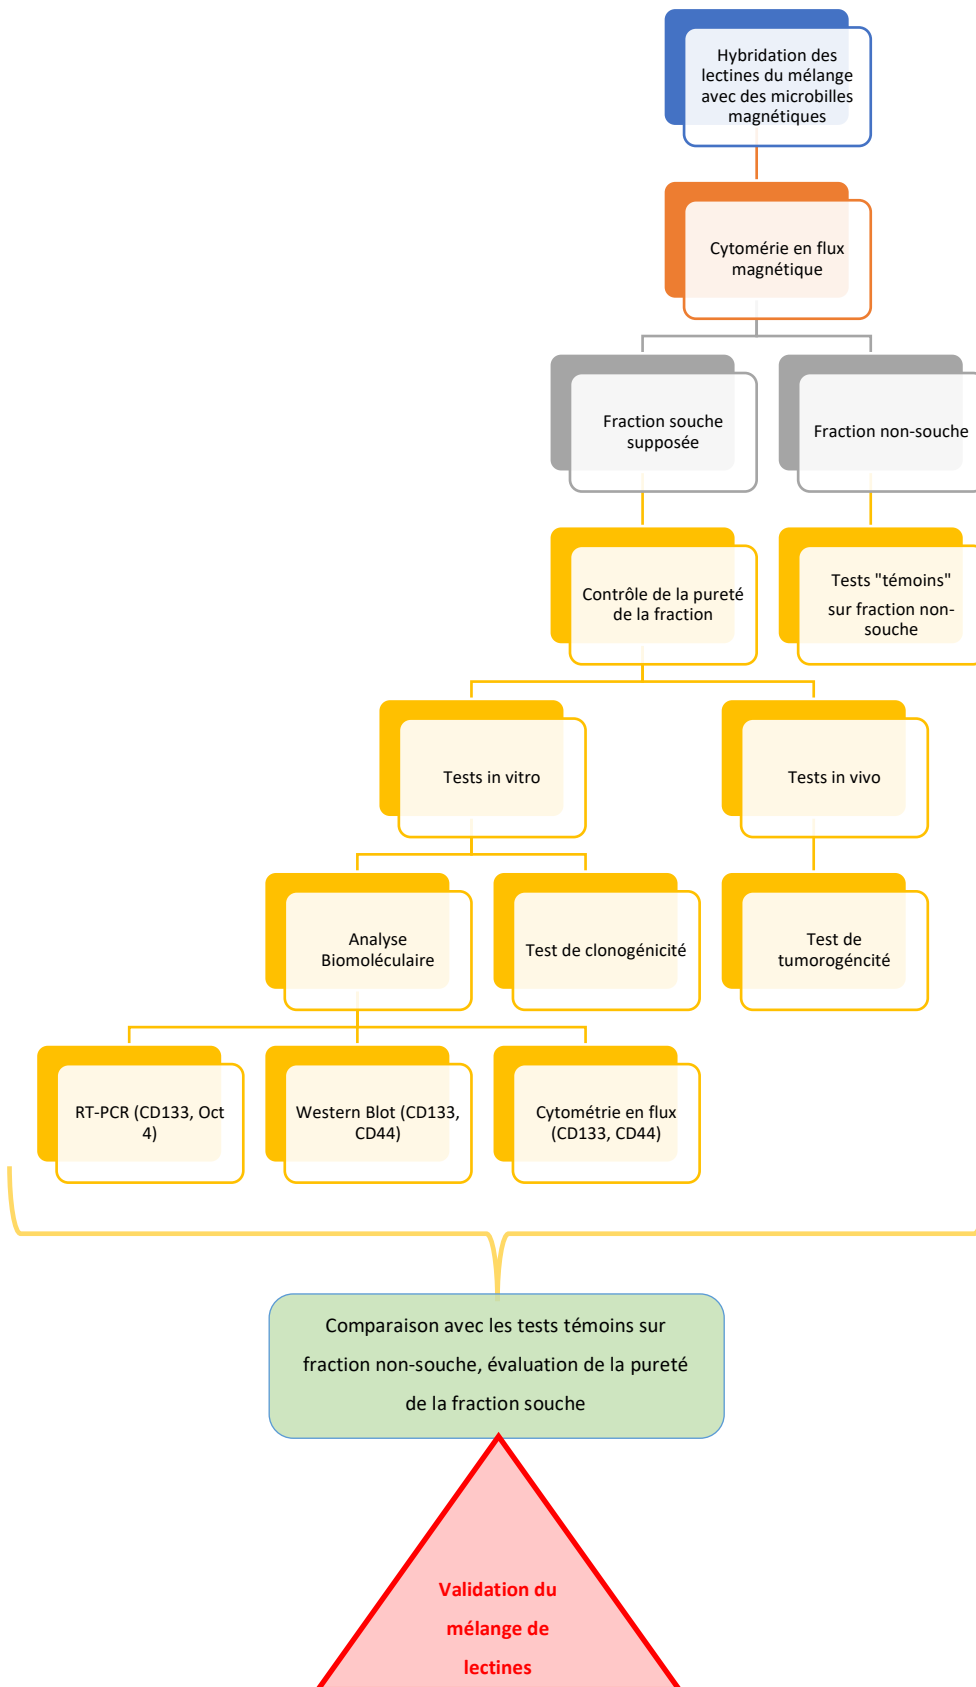 Hybridation des
lectines du mélange
avec des microbilles
magnétiques
Cytomérie en flux
magnétique
Fraction souche
supposée
Fraction non-souche
Contrôle de la pureté
de la fraction
Tests "témoins"
sur fraction non-
souche
Tests in vitro
Tests in vivo
Analyse
Biomoléculaire
Test de clonogénicité
Test de
tumorogéncité
RT-PCR (CD133, Oct
4)
Western Blot (CD133,
CD44)
Cytométrie en flux
(CD133, CD44)
Comparaison avec les tests témoins sur
fraction non-souche, évaluation de la pureté
de la fraction souche
Validation du
mélange de
lectines